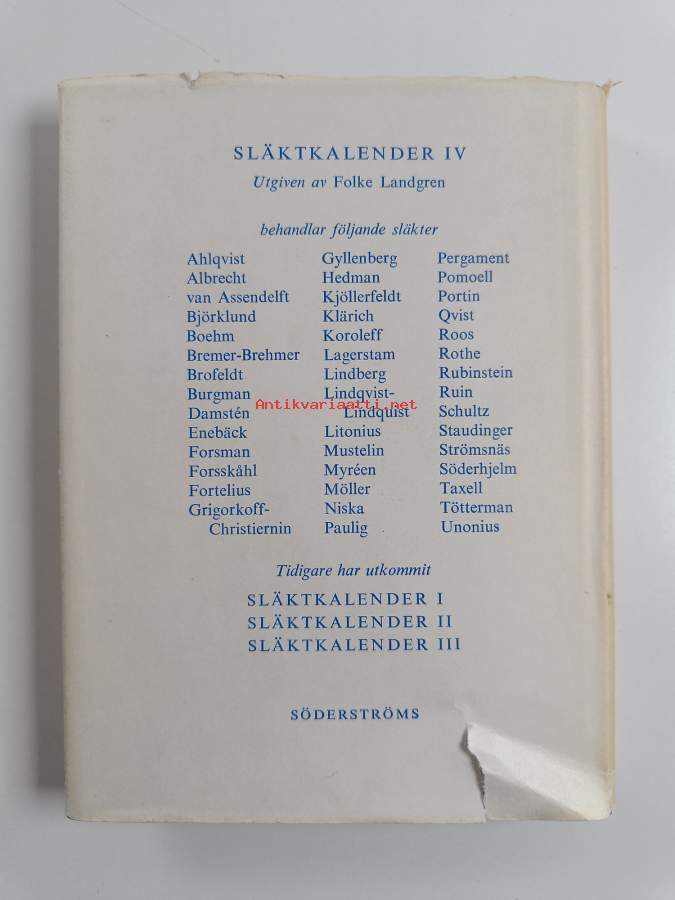 SLÄKTKALENDER IV
Utgiven av Folke Landgren
behandlar följande släkter
Ahlqvist
Albrecht
van Assendelft
Björklund
Boehm
Bremer-Brehmer
Brofeldt
Burgman
Damstén
Enebäck
Forsman
Forsskåhl
Fortelius
Grigorkoff-
Christiernin
Gyllenberg
Hedman
Kjöllerfeldt
Klärich
Koroleff
Lagerstam
Lindberg
Lindqvist-
Lindquist
Litonius
Mustelin
Myréen
Möller
Niska
Paulig
Pergament
Pomoell
Portin
Qvist
Roos
Rothe
Rubinstein
Ruin
Schultz
Staudinger
Strömsnäs
Söderhjelm
Taxell
Tötterman
Unonius
Antikvariaatti.net
Tidigare har utkommit
SLÄKTKALENDER I
SLÄKTKALENDER II
SLÄKTKALENDER III
SÖDERSTRÖMS